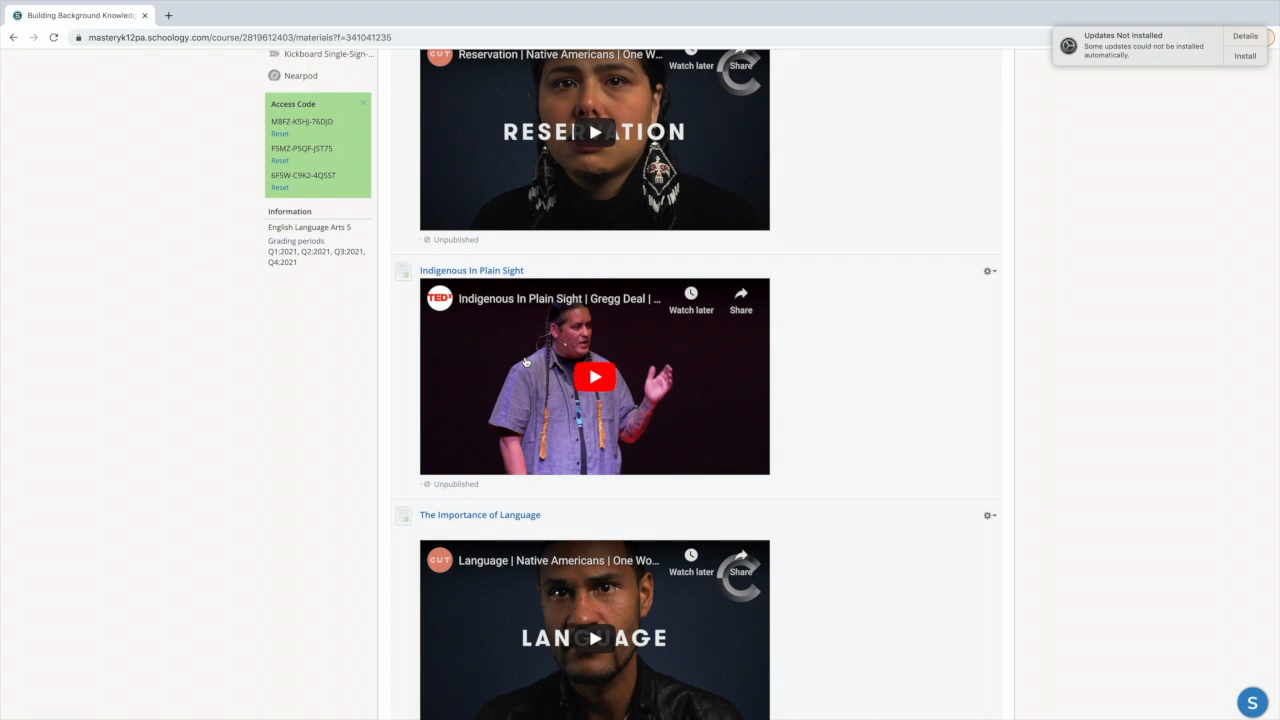 Building Background Knowledg
masteryk12pa.schoology.com/course/2819612403/materials?f=341041235
Updates Not Installed
Some updates could not be installed
automatically.
Details
Install
Kickboard Single-Sign-...
Nearpod
Access Code
M8FZ-K5HJ-76DJD
Reset
F5MZ-P5QF-JST75
Reset
6F5W-C9K2-4QSST
Reset
Information
English Language Arts 5
Grading periods
Q1:2021, Q2:2021, Q3:2021,
Q4:2021
CUT
Reservation | Native Americans | One W...
Watch later
Share
RESERVATION
Unpublished
Indigenous In Plain Sight
TEDx
Indigenous In Plain Sight | Gregg Deal | ...
Watch later
Share
Unpublished
The Importance of Language
CUT
Language | Native Americans | One Wo...
Watch later
Share
LANGUAGE
S